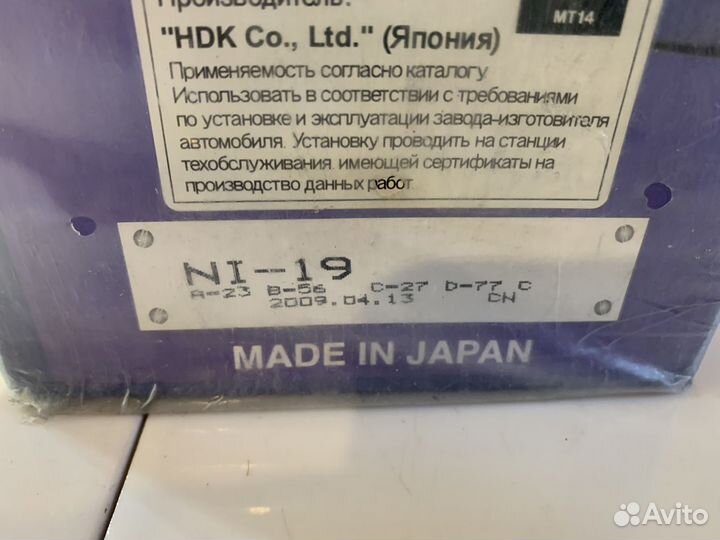 Производитель:
"HDK Co., Ltd." (Япония)
MT14
Применяемость согласно каталогу
Использовать в соответствии с требованиями
по установке и эксплуатации завода-изготовителя
автомобиля. Установку проводить на станции
техобслуживания имеющей сертификаты на
производство данных работ
NI-19
A-23 B-56 C-27 D-77 C
2009.04.13 CN
MADE IN JAPAN
Avito